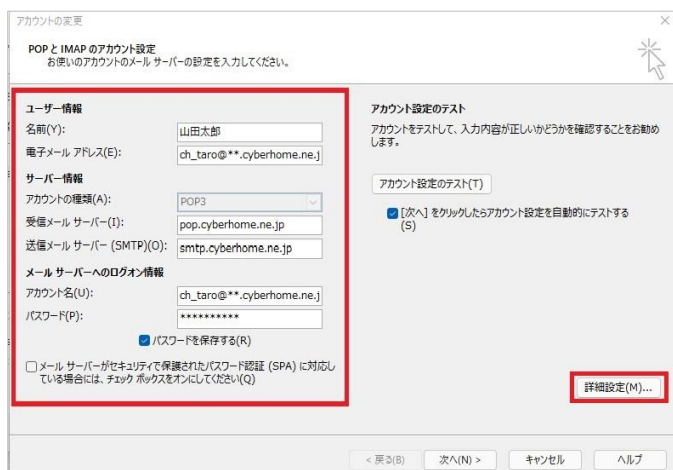 アカウントの変更
POP と IMAP のアカウント設定
お使いのアカウントのメール サーバーの設定を入力してください。
ユーザー情報
名前(Y):
山田太郎
電子メール アドレス(E):
ch_taro@**.cyberhome.ne.j
サーバー情報
アカウントの種類(A):
POP3
受信メール サーバー(I):
pop.cyberhome.ne.jp
送信メール サーバー (SMTP)(O):
smtp.cyberhome.ne.jp
メール サーバーへのログオン情報
アカウント名(U):
ch_taro@**.cyberhome.ne.j
パスワード(P):
**********
パスワードを保存する(R)
メール サーバーがセキュリティで保護されたパスワード認証 (SPA) に対応し
ている場合には、チェック ボックスをオンにしてください(Q)
アカウント設定のテスト
アカウントをテストして、入力内容が正しいかどうかを確認することをお勧め
します。
アカウント設定のテスト(T)
[次へ] をクリックしたらアカウント設定を自動的にテストする
(S)
詳細設定(M)...
< 戻る(B)
次へ(N) >
キャンセル
ヘルプ